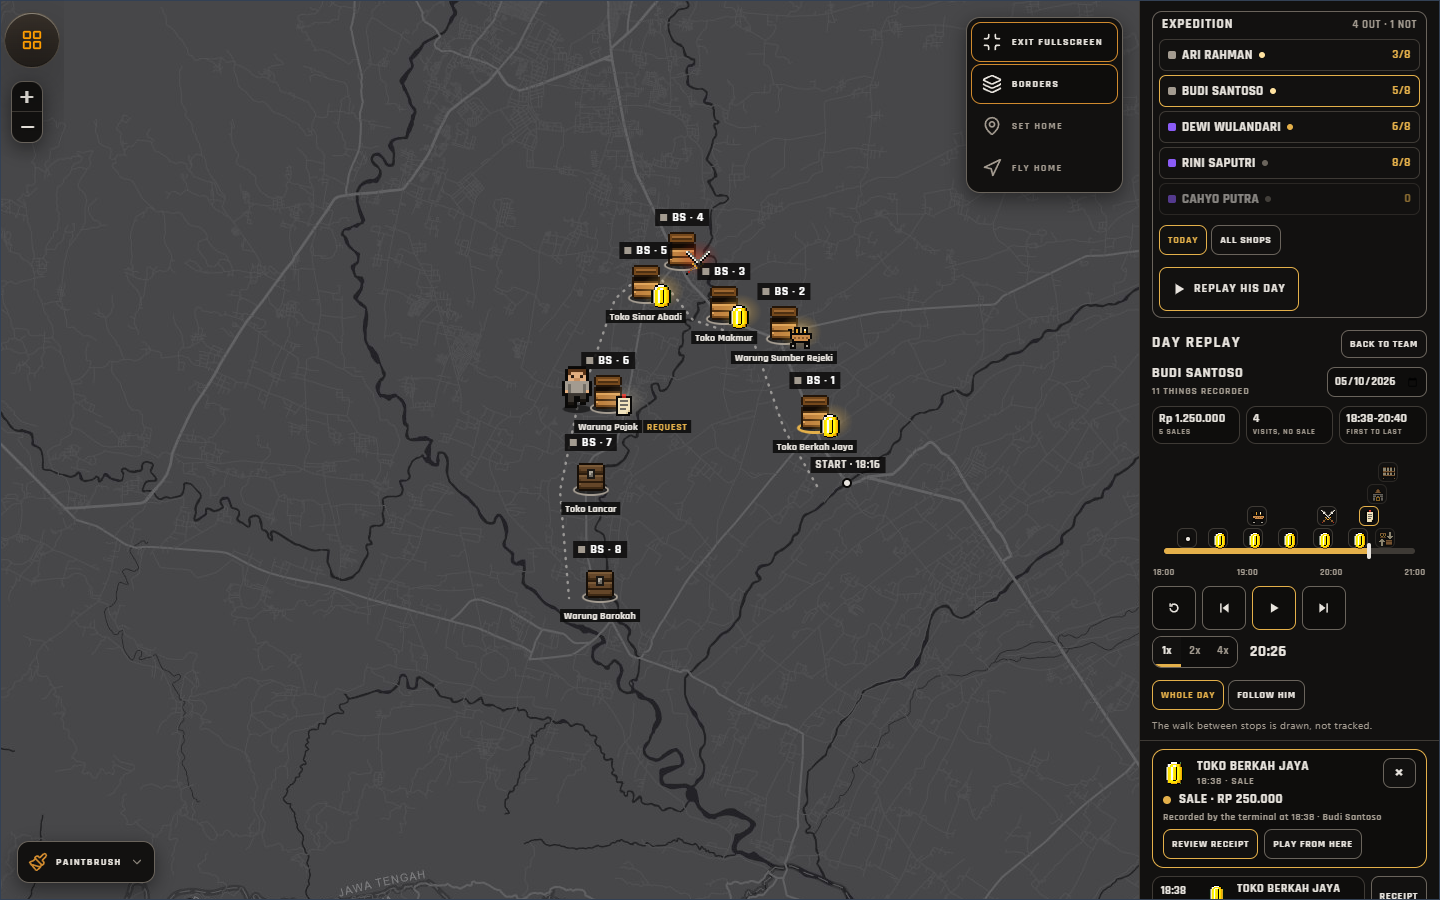 EXIT FULLSCREEN
BORDERS
SET HOME
FLY HOME
BS - 4
BS - 5
BS - 3
BS - 2
Toko Sinar Abadi
Toko Makmur
Warung Sumber Rejeki
BS - 6
BS - 1
Warung Pojok REQUEST
BS - 7
Toko Berkah Jaya
START · 18:16
Toko Lancar
BS - 8
Warung Barokah
PAINTBRUSH
JAWA TENGAH
EXPEDITION 4 OUT · 1 NOT
ARI RAHMAN 3/8
BUDI SANTOSO 5/8
DEWI WULANDARI 6/8
RINI SAPUTRI 8/8
CAHYO PUTRA 0
TODAY ALL SHOPS
REPLAY HIS DAY
DAY REPLAY BACK TO TEAM
BUDI SANTOSO
11 THINGS RECORDED
05/10/2026
Rp 1.250.000 4 18:38-20:40
5 SALES VISITS, NO SALE FIRST TO LAST
18:00 19:00 20:00 21:00
1x 2x 4x 20:26
WHOLE DAY FOLLOW HIM
The walk between stops is drawn, not tracked.
TOKO BERKAH JAYA
18:38 · SALE
SALE · RP 250.000
Recorded by the terminal at 18:38 · Budi Santoso
REVIEW RECEIPT PLAY FROM HERE
18:38 TOKO BERKAH JAYA RECEIPT